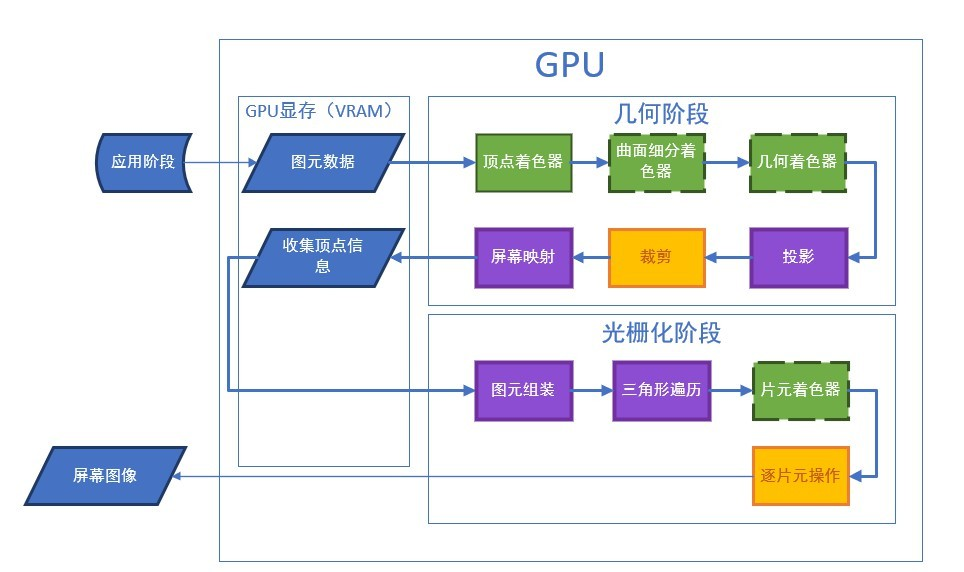 GPU
GPU显存（VRAM）
几何阶段
应用阶段
图元数据
顶点着色器
曲面细分着
色器
几何着色器
收集顶点信
息
屏幕映射
裁剪
投影
光栅化阶段
图元组装
三角形遍历
片元着色器
屏幕图像
逐片元操作